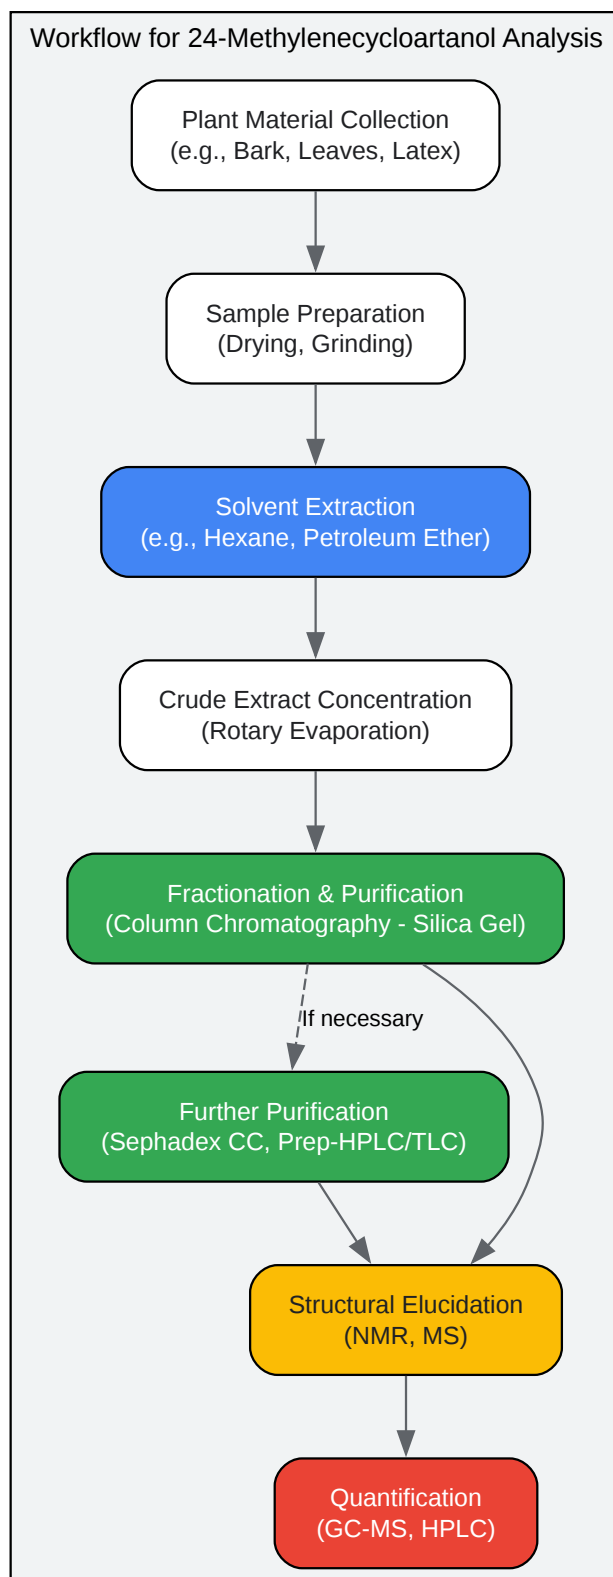 Workflow for 24-Methylenecycloartanol Analysis
Plant Material Collection
(e.g., Bark, Leaves, Latex)
Sample Preparation
(Drying, Grinding)
Solvent Extraction
(e.g., Hexane, Petroleum Ether)
Crude Extract Concentration
(Rotary Evaporation)
Fractionation & Purification
(Column Chromatography - Silica Gel)
If necessary
Further Purification
(Sephadex CC, Prep-HPLC/TLC)
Structural Elucidation
(NMR, MS)
Quantification
(GC-MS, HPLC)